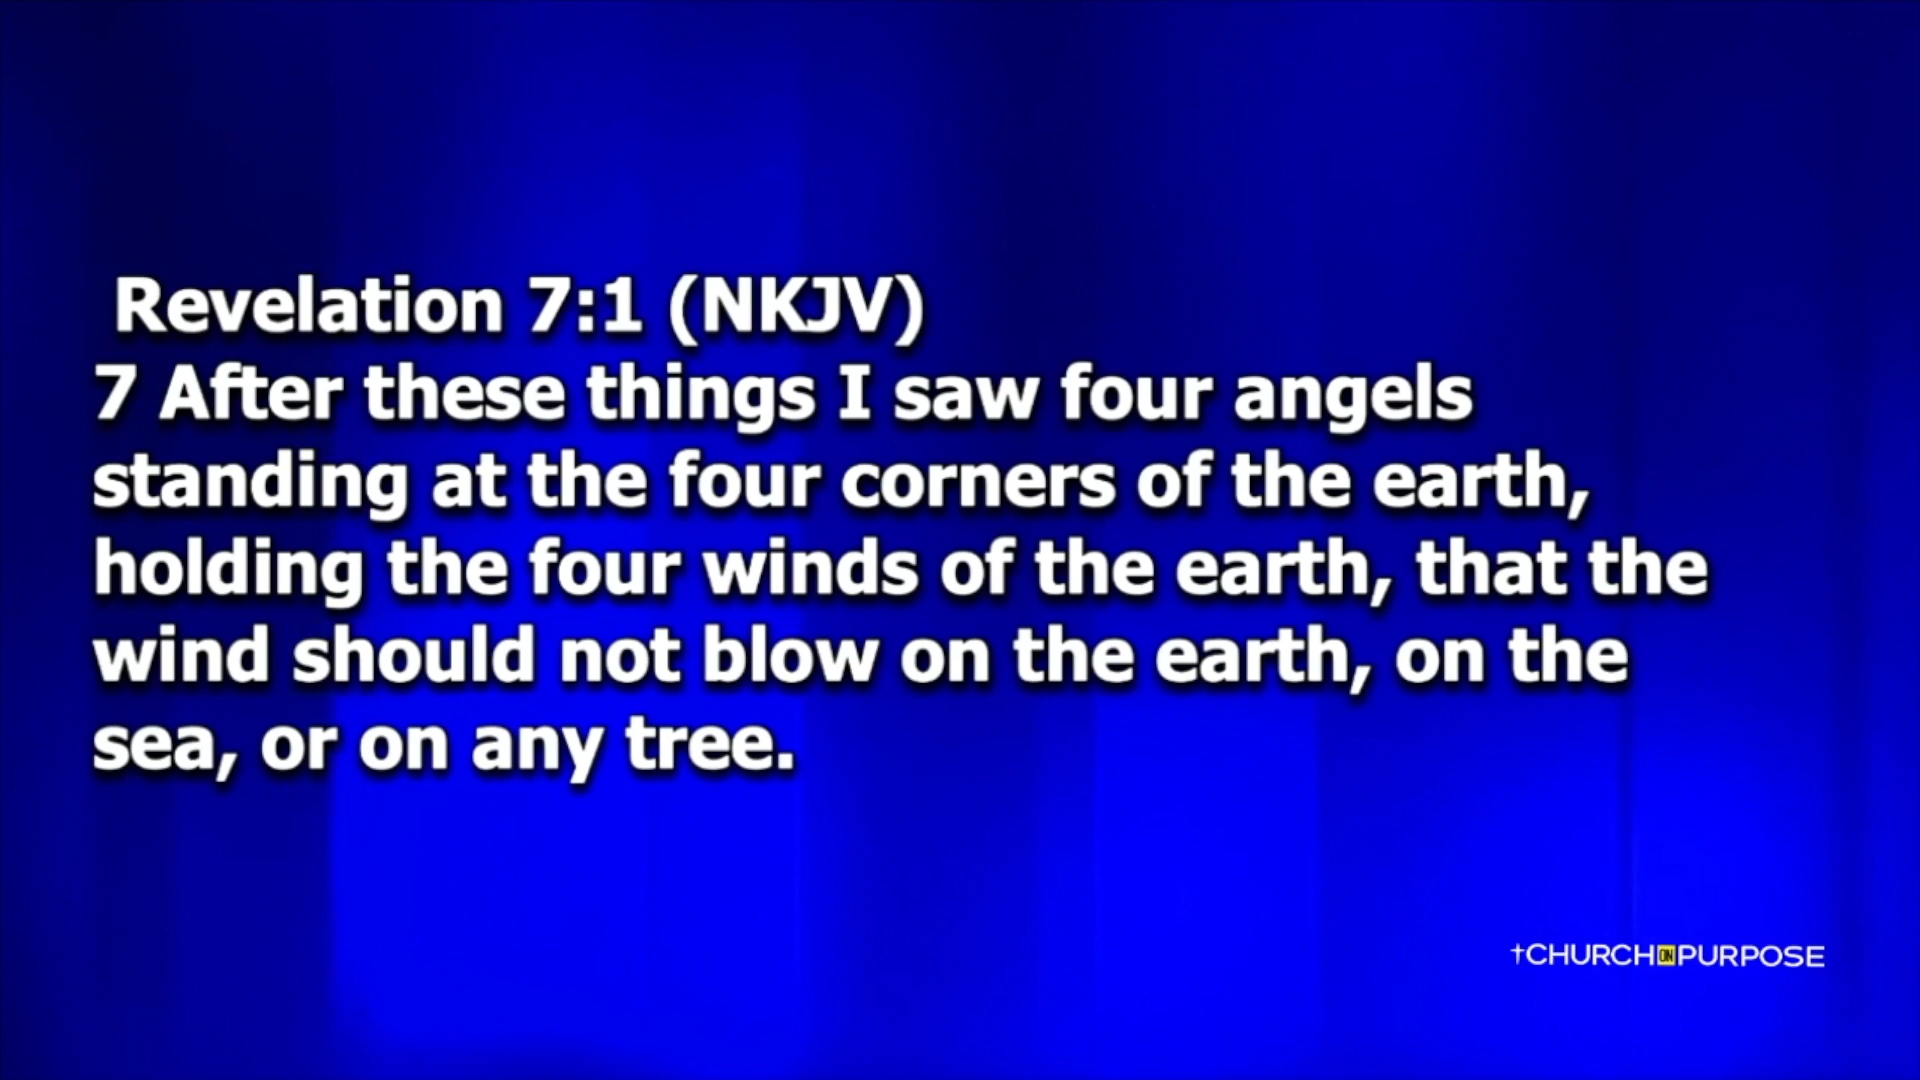 Revelation 7:1 (NKJV)
7 After these things I saw four angels
standing at the four corners of the earth,
holding the four winds of the earth, that the
wind should not blow on the earth, on the
sea, or on any tree.
†CHURCH ON PURPOSE